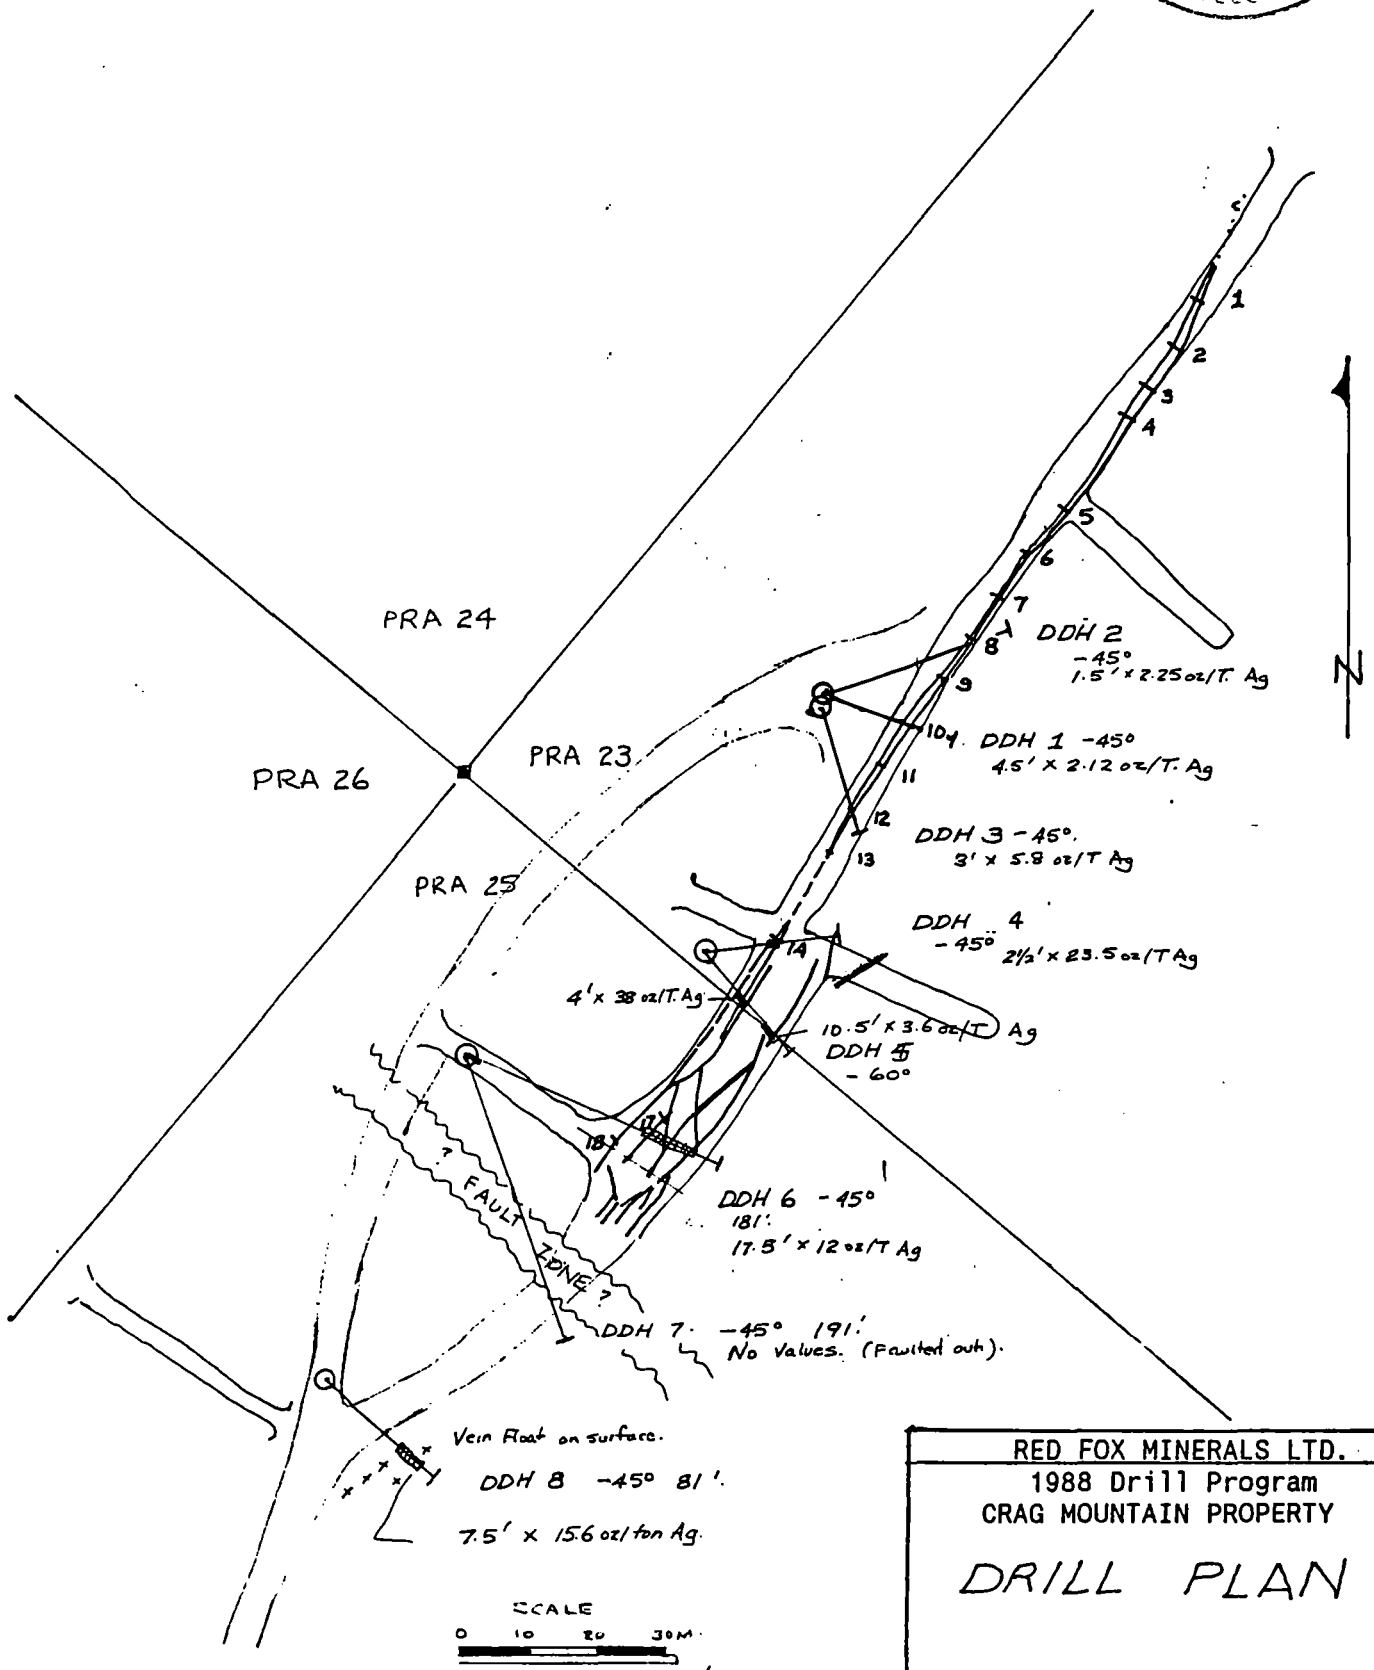 1
2
3
4
5
6
7
8
9
10
11
12
13
14
17
18
N
PRA 24
PRA 23
PRA 26
PRA 25
DDH 2
-45°
1.5' x 2.25 oz/T. Ag
DDH 1 -45°
4.5' x 2.12 oz/T. Ag
DDH 3 -45°.
3' x 5.8 oz/T Ag
DDH 4
-45° 2½' x 23.5 oz/T Ag
4' x 38 oz/T. Ag
10.5' x 3.6 oz/T Ag
DDH 5
-60°
? FAULT ZONE ?
DDH 6 -45°
181'.
17.5' x 12 oz/T Ag
DDH 7. -45° 191'.
No Values. (Faulted out).
Vein Float on surface.
DDH 8 -45° 81'.
7.5' x 15.6 oz/ton Ag.
SCALE
0 10 20 30M.
RED FOX MINERALS LTD.
1988 Drill Program
CRAG MOUNTAIN PROPERTY
DRILL PLAN